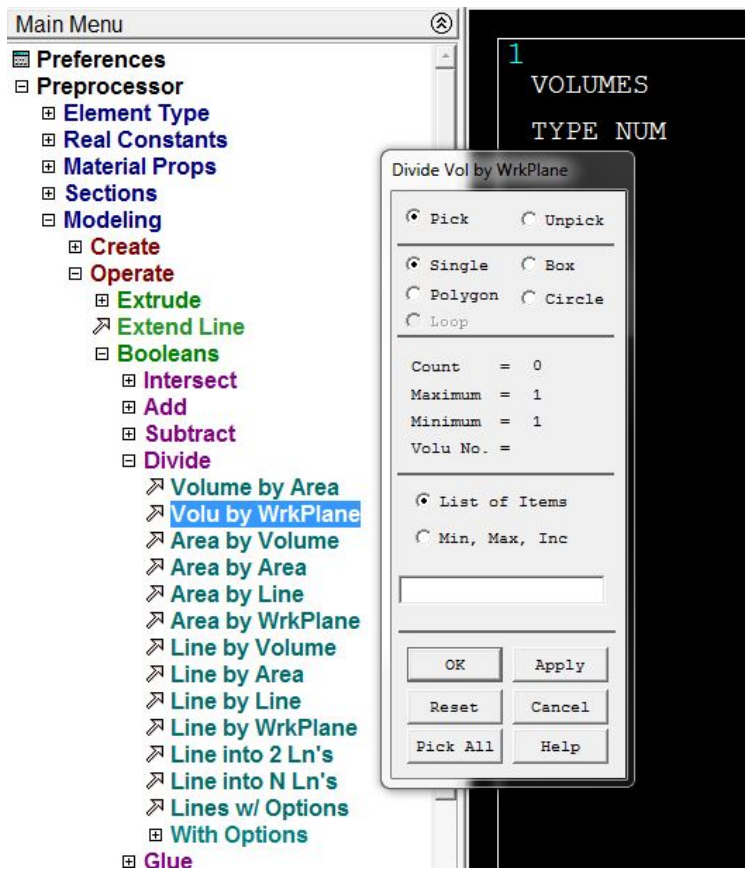 Main Menu
Preferences
Preprocessor
Element Type
Real Constants
Material Props
Sections
Modeling
Create
Operate
Extrude
Extend Line
Booleans
Intersect
Add
Subtract
Divide
Volume by Area
Volu by WrkPlane
Area by Volume
Area by Area
Area by Line
Area by WrkPlane
Line by Volume
Line by Area
Line by Line
Line by WrkPlane
Line into 2 Ln's
Line into N Ln's
Lines w/ Options
With Options
Glue
1
VOLUMES
TYPE NUM
Divide Vol by WrkPlane
Pick Unpick
Single Box
Polygon Circle
Loop
Count = 0
Maximum = 1
Minimum = 1
Volu No. =
List of Items
Min, Max, Inc
OK Apply
Reset Cancel
Pick All Help